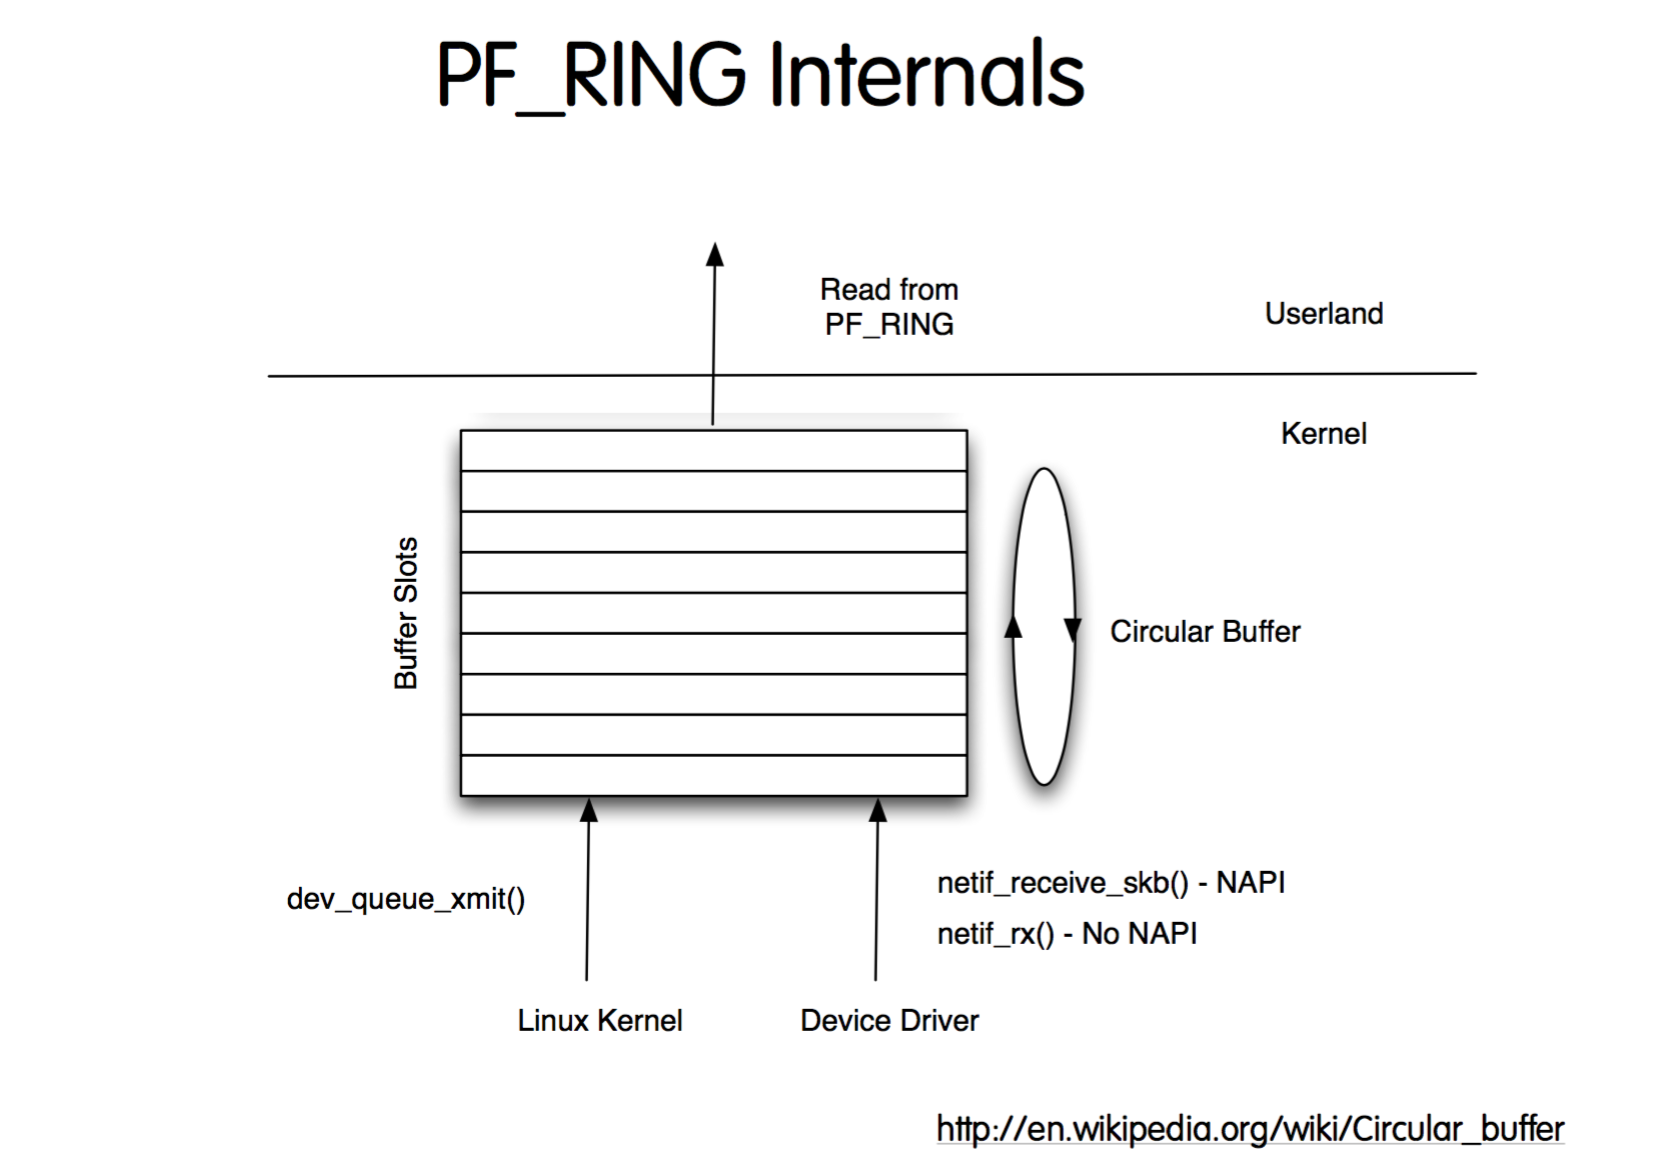 PF_RING Internals
Read from
PF_RING
Userland
Kernel
Buffer Slots
Circular Buffer
dev_queue_xmit()
netif_receive_skb() - NAPI
netif_rx() - No NAPI
Linux Kernel
Device Driver
http://en.wikipedia.org/wiki/Circular_buffer